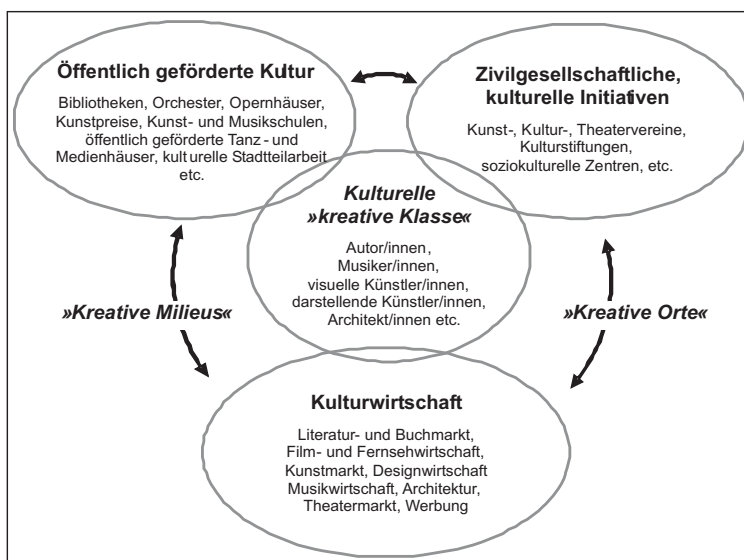 Öffentlich geförderte Kultur
Bibliotheken, Orchester, Opernhäuser,
Kunstpreise, Kunst- und Musikschulen,
öffentlich geförderte Tanz- und
Medienhäuser, kulturelle Stadtteilarbeit
etc.
Zivilgesellschaftliche,
kulturelle Initiativen
Kunst-, Kultur-, Theatervereine,
Kulturstiftungen,
soziokulturelle Zentren, etc.
Kulturelle
»kreative Klasse«
Autor/innen,
Musiker/innen,
visuelle Künstler/innen,
darstellende Künstler/innen,
Architekt/innen etc.
»Kreative Milieus«
»Kreative Orte«
Kulturwirtschaft
Literatur- und Buchmarkt,
Film- und Fernsehwirtschaft,
Kunstmarkt, Designwirtschaft
Musikwirtschaft, Architektur,
Theatermarkt, Werbung